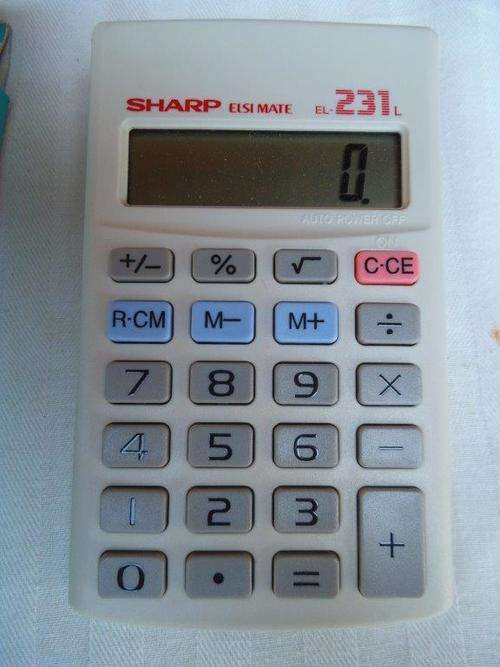 SHARP ELSI MATE EL-231L
0.
AUTO POWER OFF
ON
+/− % √ C·CE
R·CM M− M+ ÷
7 8 9 ×
4 5 6 −
1 2 3
+
0 · =